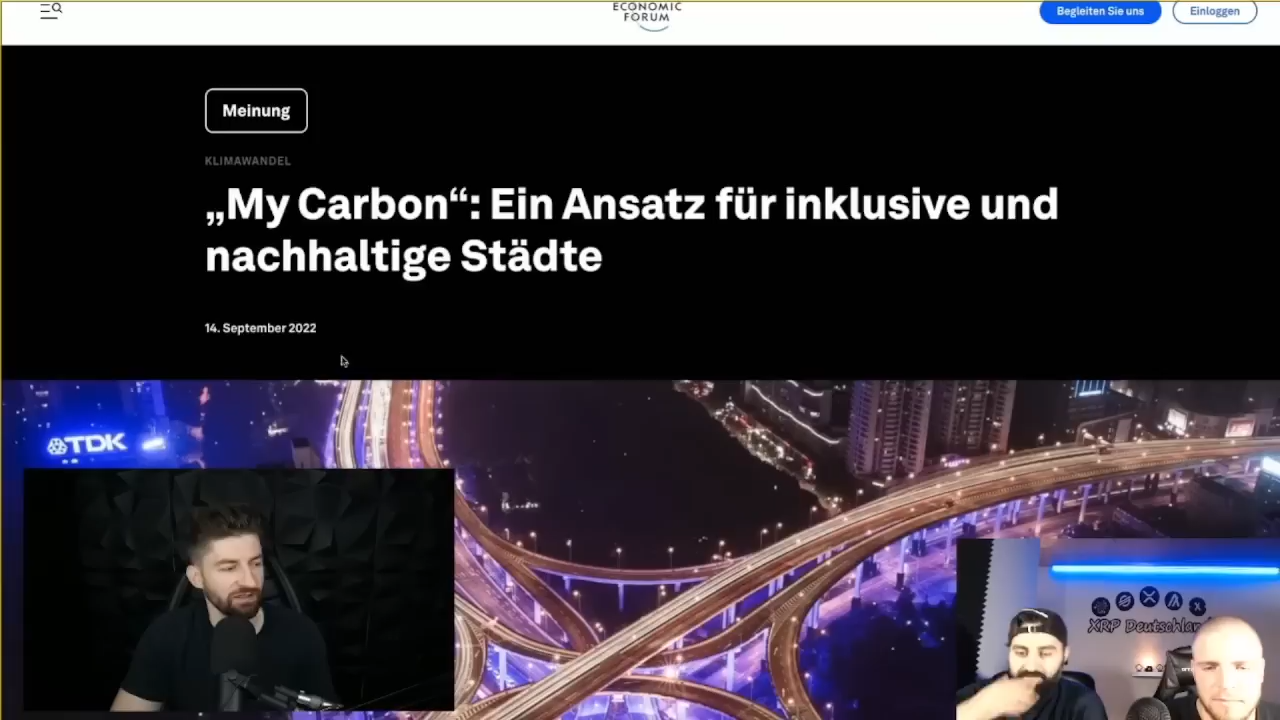 ECONOMIC
FORUM
Begleiten Sie uns
Einloggen
Meinung
KLIMAWANDEL
„My Carbon“: Ein Ansatz für inklusive und
nachhaltige Städte
14. September 2022
TDK
XRP Deutschland